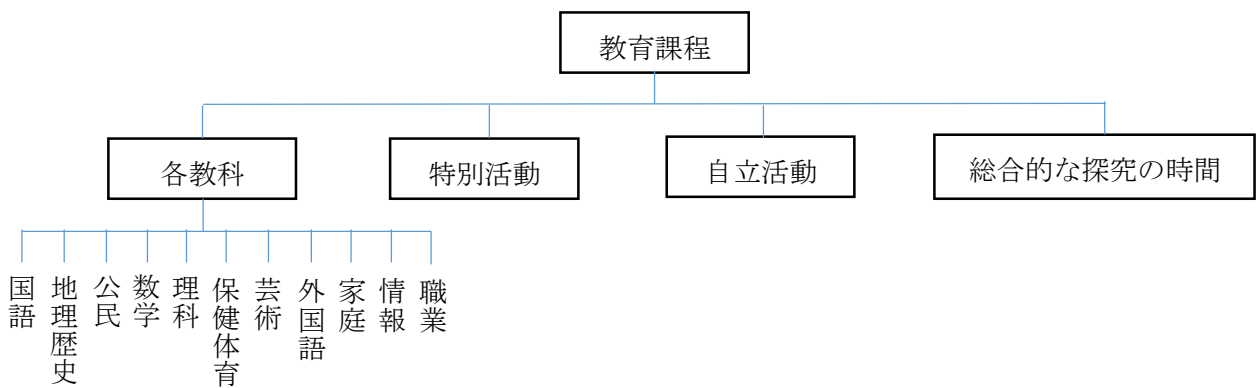 教育課程
各教科
特別活動
自立活動
総合的な探究の時間
国語
地理歴史
公民
数学
理科
保健体育
芸術
外国語
家庭
情報
職業